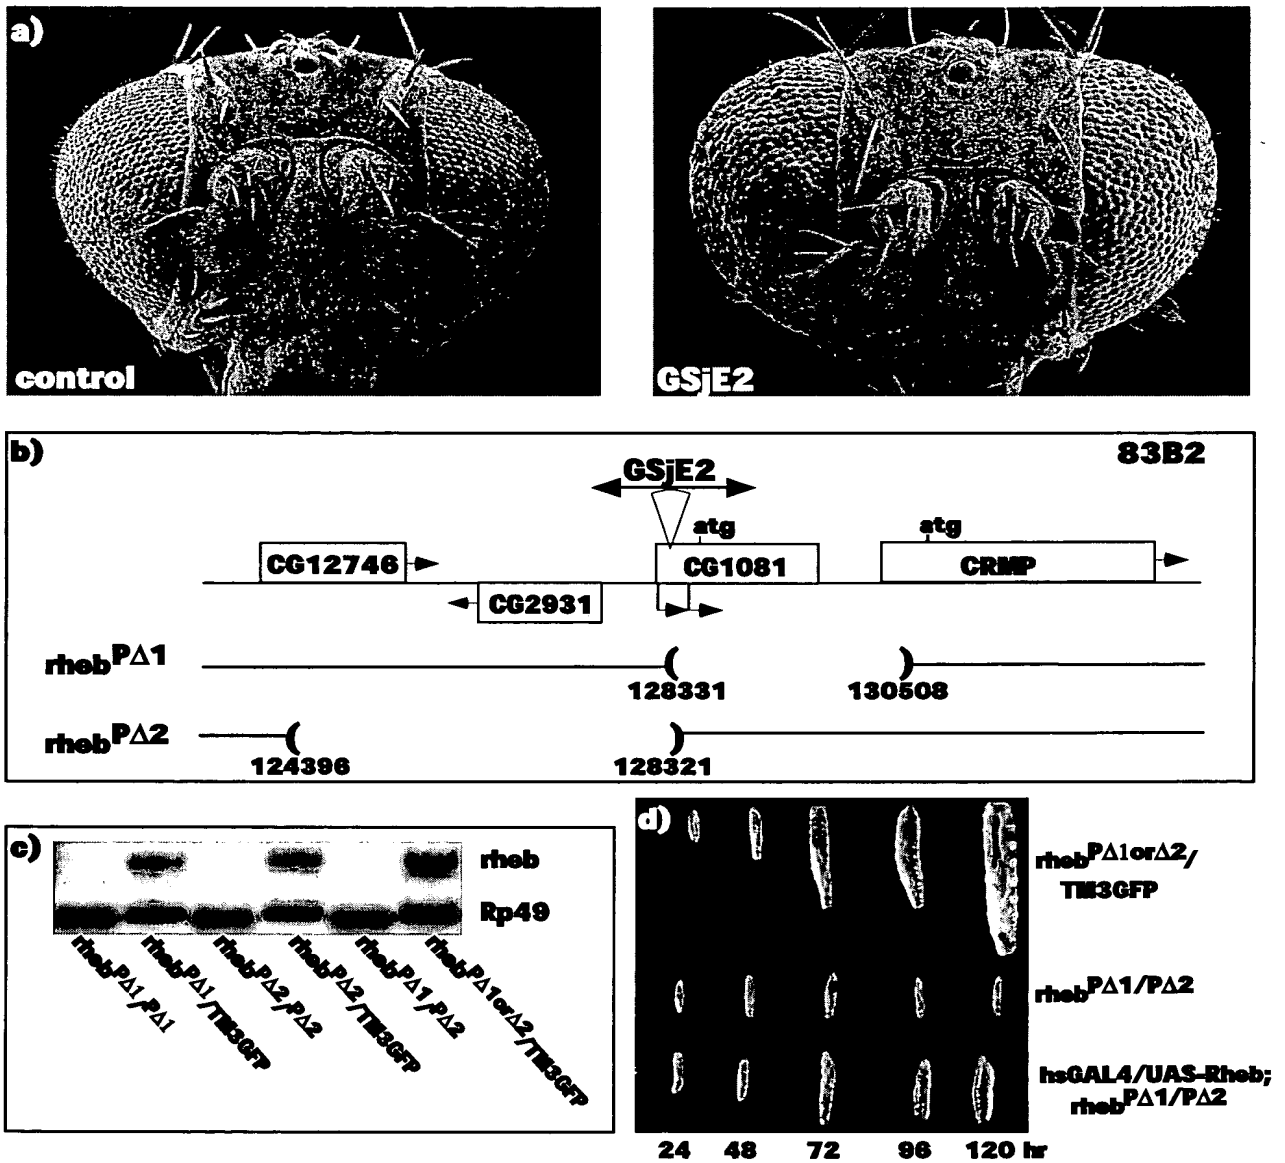 a)
control
GSjE2
b)
83B2
GSjE2
atg
atg
CG12746
CG1081
CRMP
CG2931
rheb^PΔ1
128331
130508
rheb^PΔ2
124396
128321
c)
rheb
Rp49
rheb^PΔ1/PΔ1
rheb^PΔ1/TM3GFP
rheb^PΔ2/PΔ2
rheb^PΔ2/TM3GFP
rheb^PΔ1/PΔ2
rheb^PΔ1orΔ2/TM3GFP
d)
rheb^PΔ1orΔ2/
TM3GFP
rheb^PΔ1/PΔ2
hsGAL4/UAS-Rheb;
rheb^PΔ1/PΔ2
24 48 72 96 120 hr